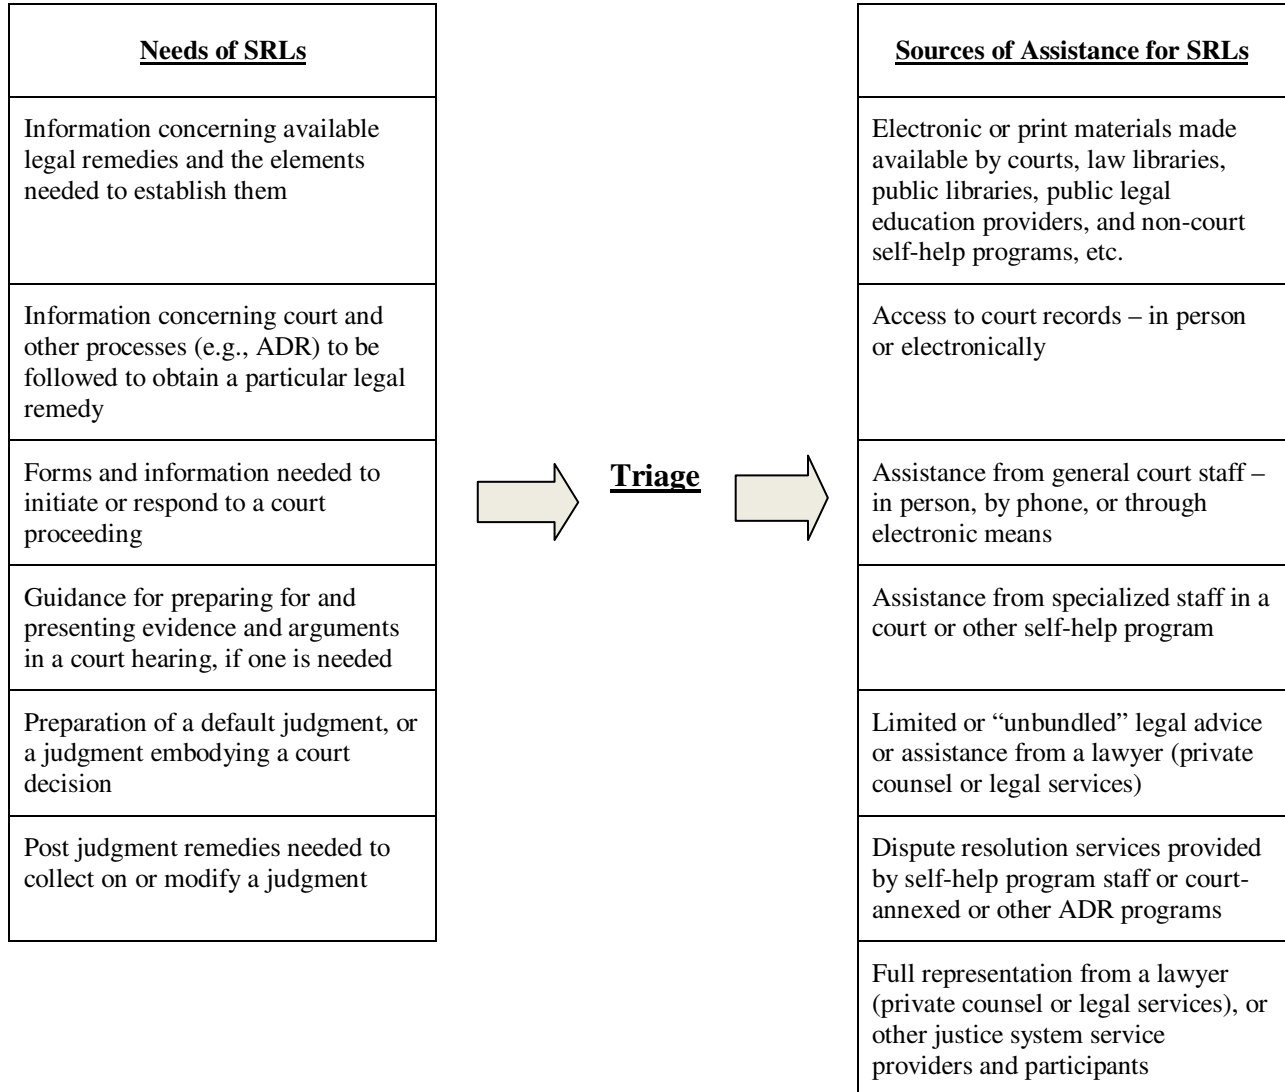 Needs of SRLs
Information concerning available
legal remedies and the elements
needed to establish them
Information concerning court and
other processes (e.g., ADR) to be
followed to obtain a particular legal
remedy
Forms and information needed to
initiate or respond to a court
proceeding
Guidance for preparing for and
presenting evidence and arguments
in a court hearing, if one is needed
Preparation of a default judgment, or
a judgment embodying a court
decision
Post judgment remedies needed to
collect on or modify a judgment
Triage
Sources of Assistance for SRLs
Electronic or print materials made
available by courts, law libraries,
public libraries, public legal
education providers, and non-court
self-help programs, etc.
Access to court records – in person
or electronically
Assistance from general court staff –
in person, by phone, or through
electronic means
Assistance from specialized staff in a
court or other self-help program
Limited or “unbundled” legal advice
or assistance from a lawyer (private
counsel or legal services)
Dispute resolution services provided
by self-help program staff or court-
annexed or other ADR programs
Full representation from a lawyer
(private counsel or legal services), or
other justice system service
providers and participants